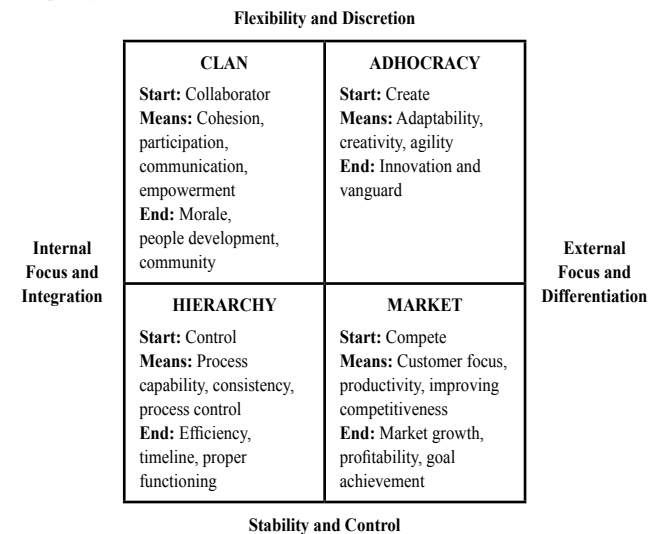 Flexibility and Discretion
CLAN
Start: Collaborator
Means: Cohesion,
participation,
communication,
empowerment
End: Morale,
people development,
community
ADHOCRACY
Start: Create
Means: Adaptability,
creativity, agility
End: Innovation and
vanguard
Internal
Focus and
Integration
External
Focus and
Differentiation
HIERARCHY
Start: Control
Means: Process
capability, consistency,
process control
End: Efficiency,
timeline, proper
functioning
MARKET
Start: Compete
Means: Customer focus,
productivity, improving
competitiveness
End: Market growth,
profitability, goal
achievement
Stability and Control